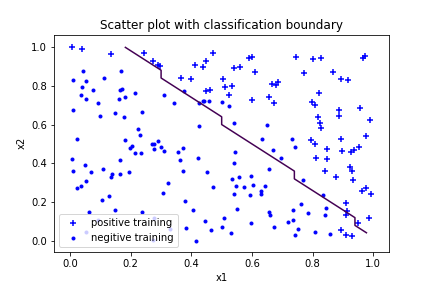 Scatter plot with classification boundary
1.0
0.8
x2
0.6
0.4
0.2
0.0
positive training
negitive training
0.0 0.2 0.4 0.6 0.8 1.0
x1